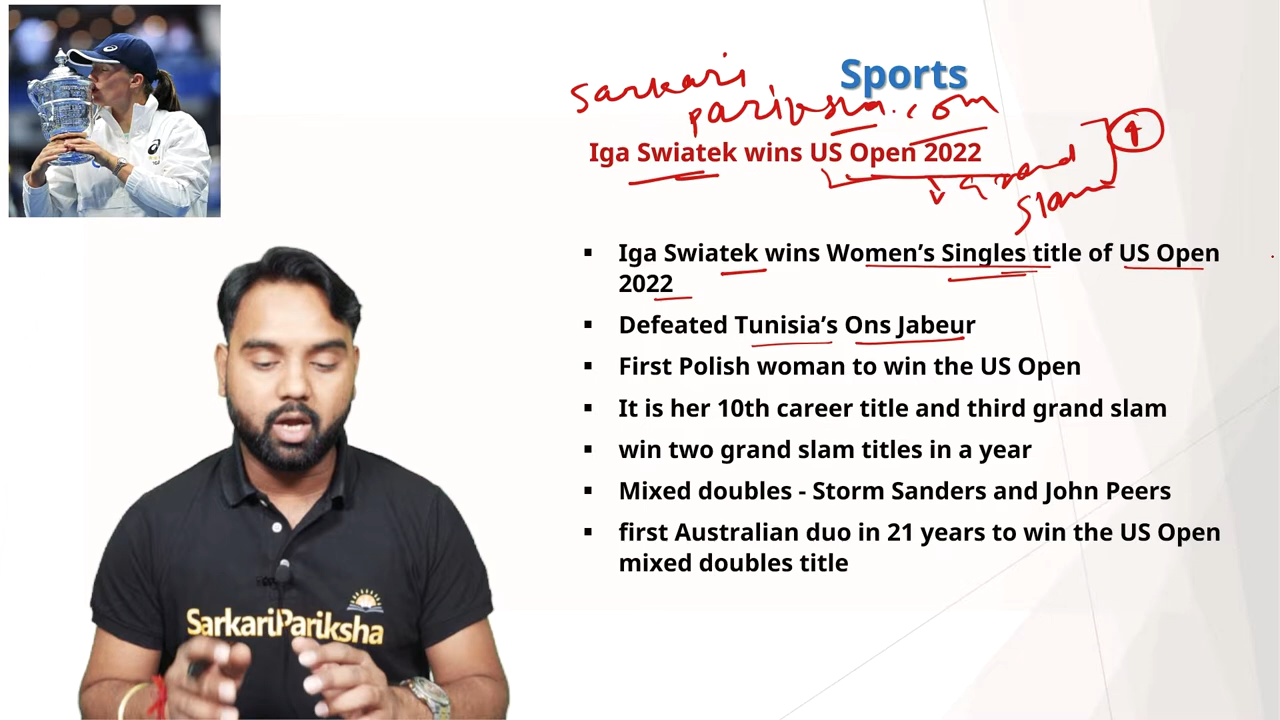 Sports
sarkari
pariksha.com
Iga Swiatek wins US Open 2022
4
Grand
Slam
▪ Iga Swiatek wins Women’s Singles title of US Open
2022
▪ Defeated Tunisia’s Ons Jabeur
▪ First Polish woman to win the US Open
▪ It is her 10th career title and third grand slam
▪ win two grand slam titles in a year
▪ Mixed doubles - Storm Sanders and John Peers
▪ first Australian duo in 21 years to win the US Open
mixed doubles title
SarkariPariksha